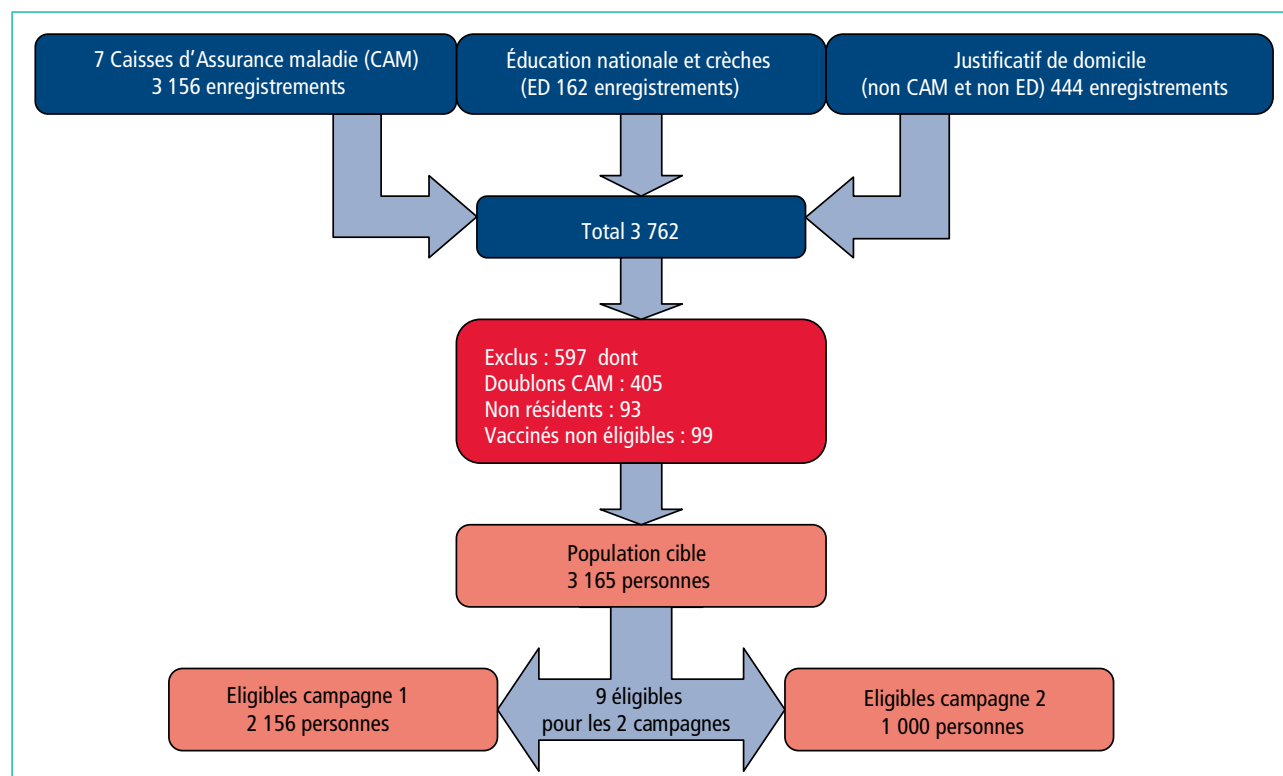 7 Caisses d'Assurance maladie (CAM)
3 156 enregistrements
Éducation nationale et crèches
(ED 162 enregistrements)
Justificatif de domicile
(non CAM et non ED) 444 enregistrements
Total 3 762
Exclus : 597 dont
Doublons CAM : 405
Non résidents : 93
Vaccinés non éligibles : 99
Population cible
3 165 personnes
Eligibles campagne 1
2 156 personnes
9 éligibles
pour les 2 campagnes
Eligibles campagne 2
1 000 personnes